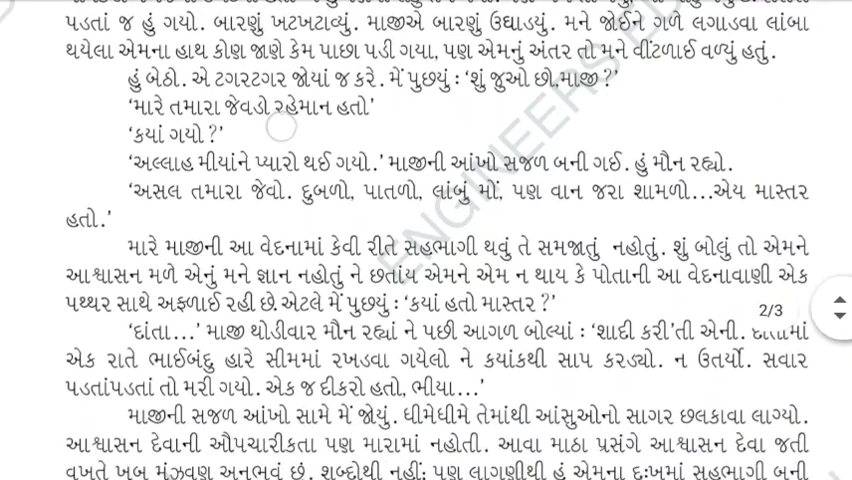 પડતાં જ હું ગયો. બારણું ખટખટાવ્યું. માજીએ બારણું ઉઘાડયું. મને જોઈને ગળે લગાડવા લાંબા
થયેલા એમના હાથ કોણ જાણે કેમ પાછા પડી ગયા, પણ એમનું અંતર તો મને વીંટળાઈ વળ્યું હતું.
હું બેઠો. એ ટગરટગર જોયાં જ કરે. મેં પુછયું : ‘શું જુઓ છો,માજી ?’
‘મારે તમારા જેવડો રહેમાન હતો’
‘કયાં ગયો ?’
‘અલ્લાહ મીયાંને પ્યારો થઈ ગયો.’ માજીની આંખો સજળ બની ગઈ. હું મૌન રહ્યો.
‘અસલ તમારા જેવો. દુબળો, પાતળો, લાંબું મોં, પણ વાન જરા શામળો...એય માસ્તર
હતો.’
મારે માજીની આ વેદનામાં કેવી રીતે સહભાગી થવું તે સમજાતું નહોતું. શું બોલું તો એમને
આશ્વાસન મળે એનું મને જ્ઞાન નહોતું ને છતાંય એમને એમ ન થાય કે પોતાની આ વેદનાવાણી એક
પથ્થર સાથે અફળાઈ રહી છે. એટલે મેં પુછયું : ‘કયાં હતો માસ્તર ?’
2/3
‘દાંતા...’ માજી થોડીવાર મૌન રહ્યાં ને પછી આગળ બોલ્યાં : ‘શાદી કરી’તી એની.
એક રાતે ભાઈબંદુ હારે સીમમાં રખડવા ગયેલો ને કયાંકથી સાપ કરડ્યો. ન ઉતર્યો. સવાર
પડતાંપડતાં તો મરી ગયો. એક જ દીકરો હતો, ભીયા...’
માજીની સજળ આંખો સામે મેં જોયું. ધીમેધીમે તેમાંથી આંસુઓનો સાગર છલકાવા લાગ્યો.
આશ્વાસન દેવાની ઔપચારીકતા પણ મારામાં નહોતી. આવા માઠા પ્રસંગે આશ્વાસન દેવા જતી
વખતે ખુબ મુંઝવણ અનુભવું છું. શબ્દોથી નહીં; પણ લાગણીથી હું એમના દુઃખમાં સહભાગી બની
ENGINEERS